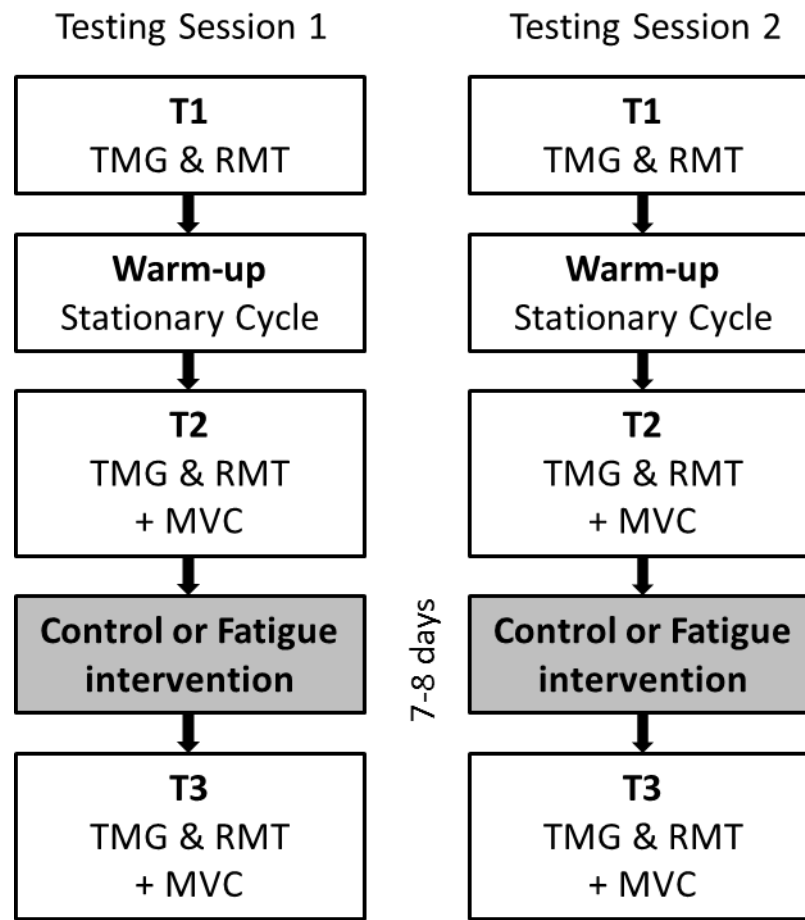 Testing Session 1
T1
TMG & RMT
Warm-up
Stationary Cycle
T2
TMG & RMT
+ MVC
Control or Fatigue
intervention
T3
TMG & RMT
+ MVC
7-8 days
Testing Session 2
T1
TMG & RMT
Warm-up
Stationary Cycle
T2
TMG & RMT
+ MVC
Control or Fatigue
intervention
T3
TMG & RMT
+ MVC